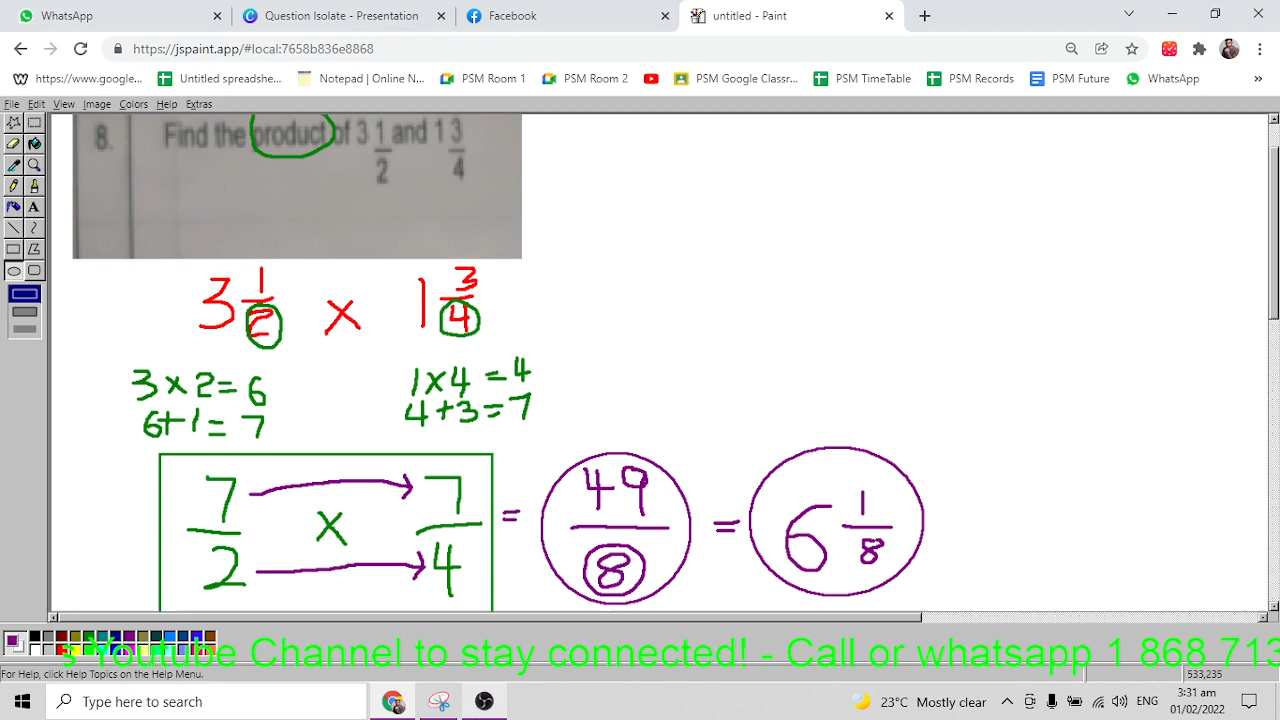 WhatsApp
Question Isolate - Presentation
Facebook
untitled - Paint
https://jspaint.app/#local:7658b836e8868
https://www.google...
Untitled spreadshe...
Notepad | Online N...
PSM Room 1
PSM Room 2
PSM Google Classr...
PSM TimeTable
PSM Records
PSM Future
WhatsApp
»
File Edit View Image Colors Help Extras
8. Find the product of 3 1/2 and 1 3/4
3 1/2 x 1 3/4
3 x 2 = 6
6 + 1 = 7
1 x 4 = 4
4 + 3 = 7
7/2 x 7/4 = 49/8 = 6 1/8
s Youtube Channel to stay connected! - Call or whatsapp 1 868 713
For Help, click Help Topics on the Help Menu.
533,235
Type here to search
23°C Mostly clear
3:31 am
01/02/2022